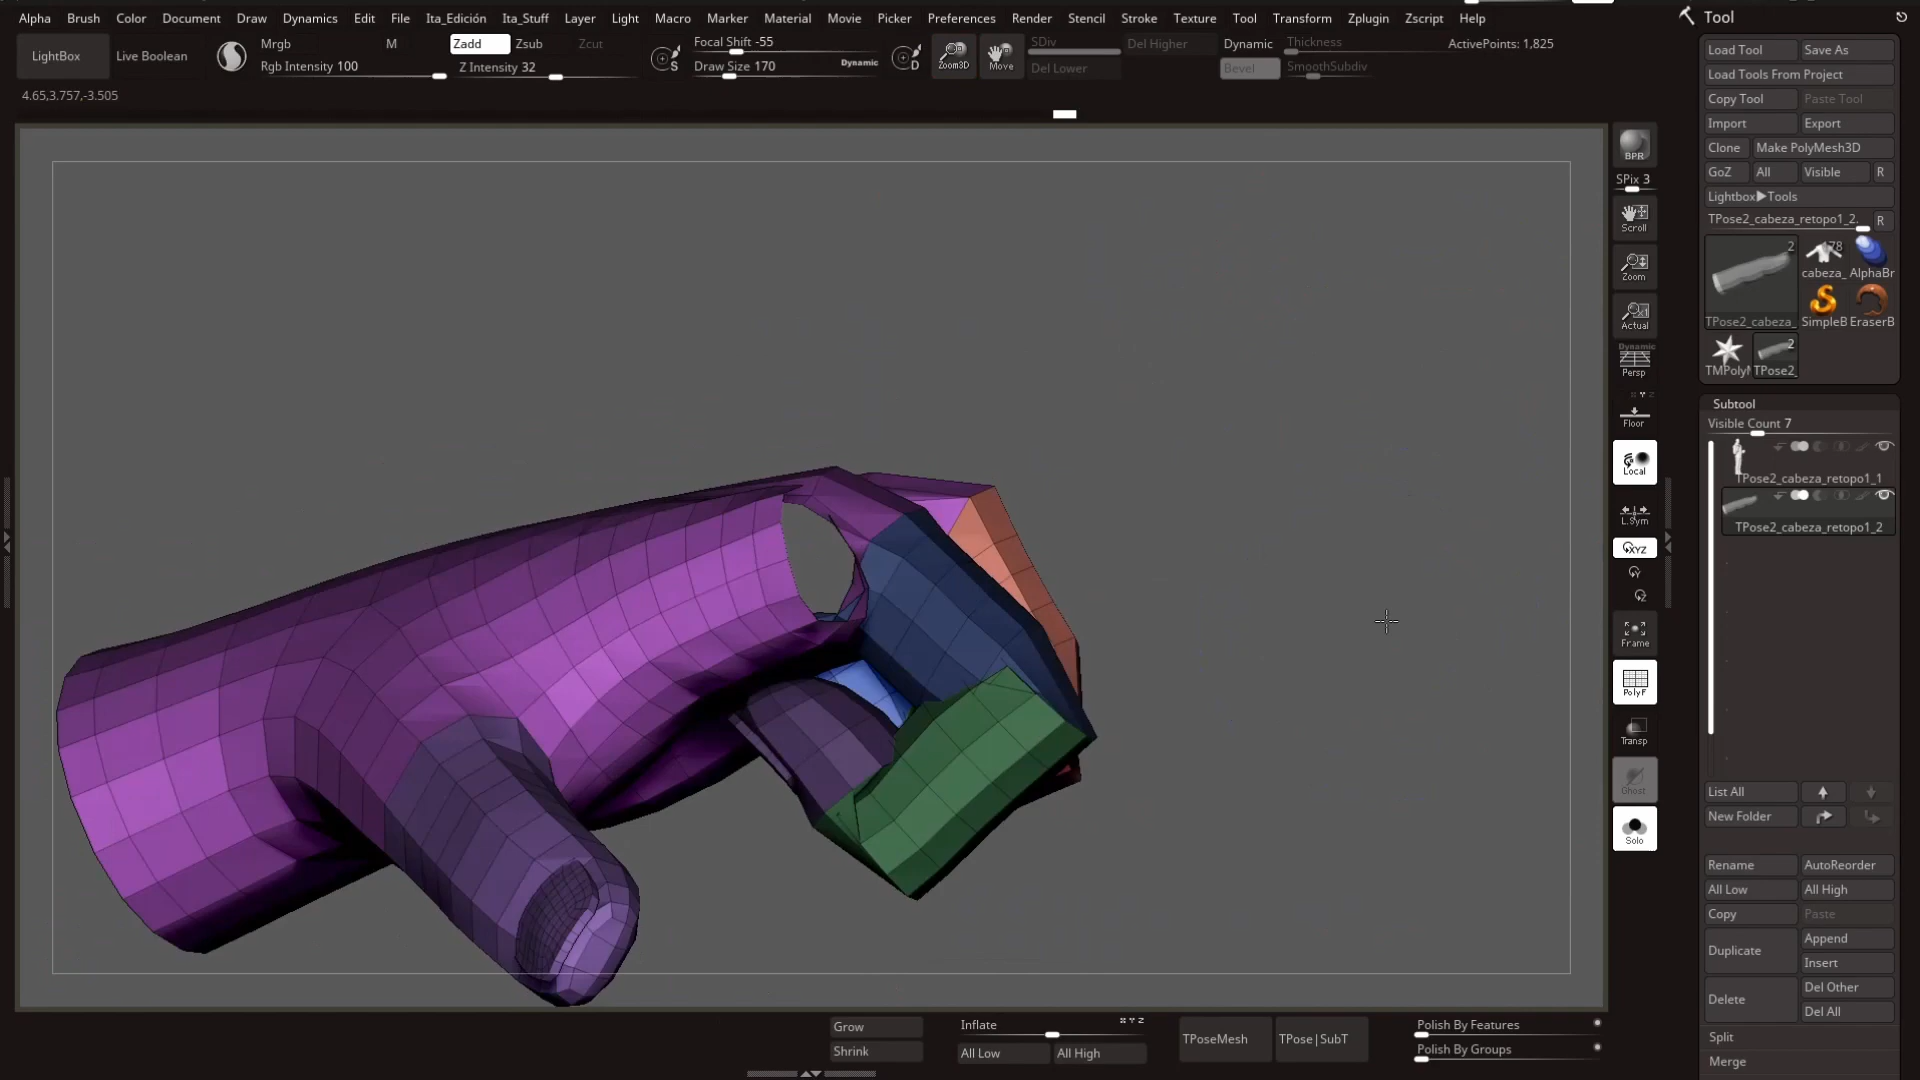 Alpha Brush Color Document Draw Dynamics Edit File Ita_Edición Ita_Stuff Layer Light Macro Marker Material Movie Picker Preferences Render Stencil Stroke Texture Tool Transform Zplugin Zscript Help
LightBox
Live Boolean
Mrgb M
Rgb Intensity 100
Zadd Zsub Zcut
Z Intensity 32
S
Focal Shift -55
Draw Size 170 Dynamic
D
Zoom3D
Move
SDiv Del Higher
Del Lower
Dynamic Thickness
Bevel SmoothSubdiv
ActivePoints: 1,825
4.65,3.757,-3.505
BPR
SPix 3
Scroll
Zoom
Actual
Dynamic
Persp
Floor
Local
L.Sym
XYZ
Y
Z
Frame
PolyF
Transp
Ghost
Solo
Tool
Load Tool Save As
Load Tools From Project
Copy Tool Paste Tool
Import Export
Clone Make PolyMesh3D
GoZ All Visible R
Lightbox▶Tools
TPose2_cabeza_retopo1_2. R
2 178
cabeza_ AlphaBr
TPose2_cabeza_ SimpleB EraserB
2
TMPolyM TPose2_
Subtool
Visible Count 7
TPose2_cabeza_retopo1_1
TPose2_cabeza_retopo1_2
List All
New Folder
Rename AutoReorder
All Low All High
Copy Paste
Duplicate Append
Insert
Delete Del Other
Del All
Split
Merge
Grow
Shrink
Inflate X Y Z
All Low All High
TPoseMesh TPose|SubT
Polish By Features
Polish By Groups